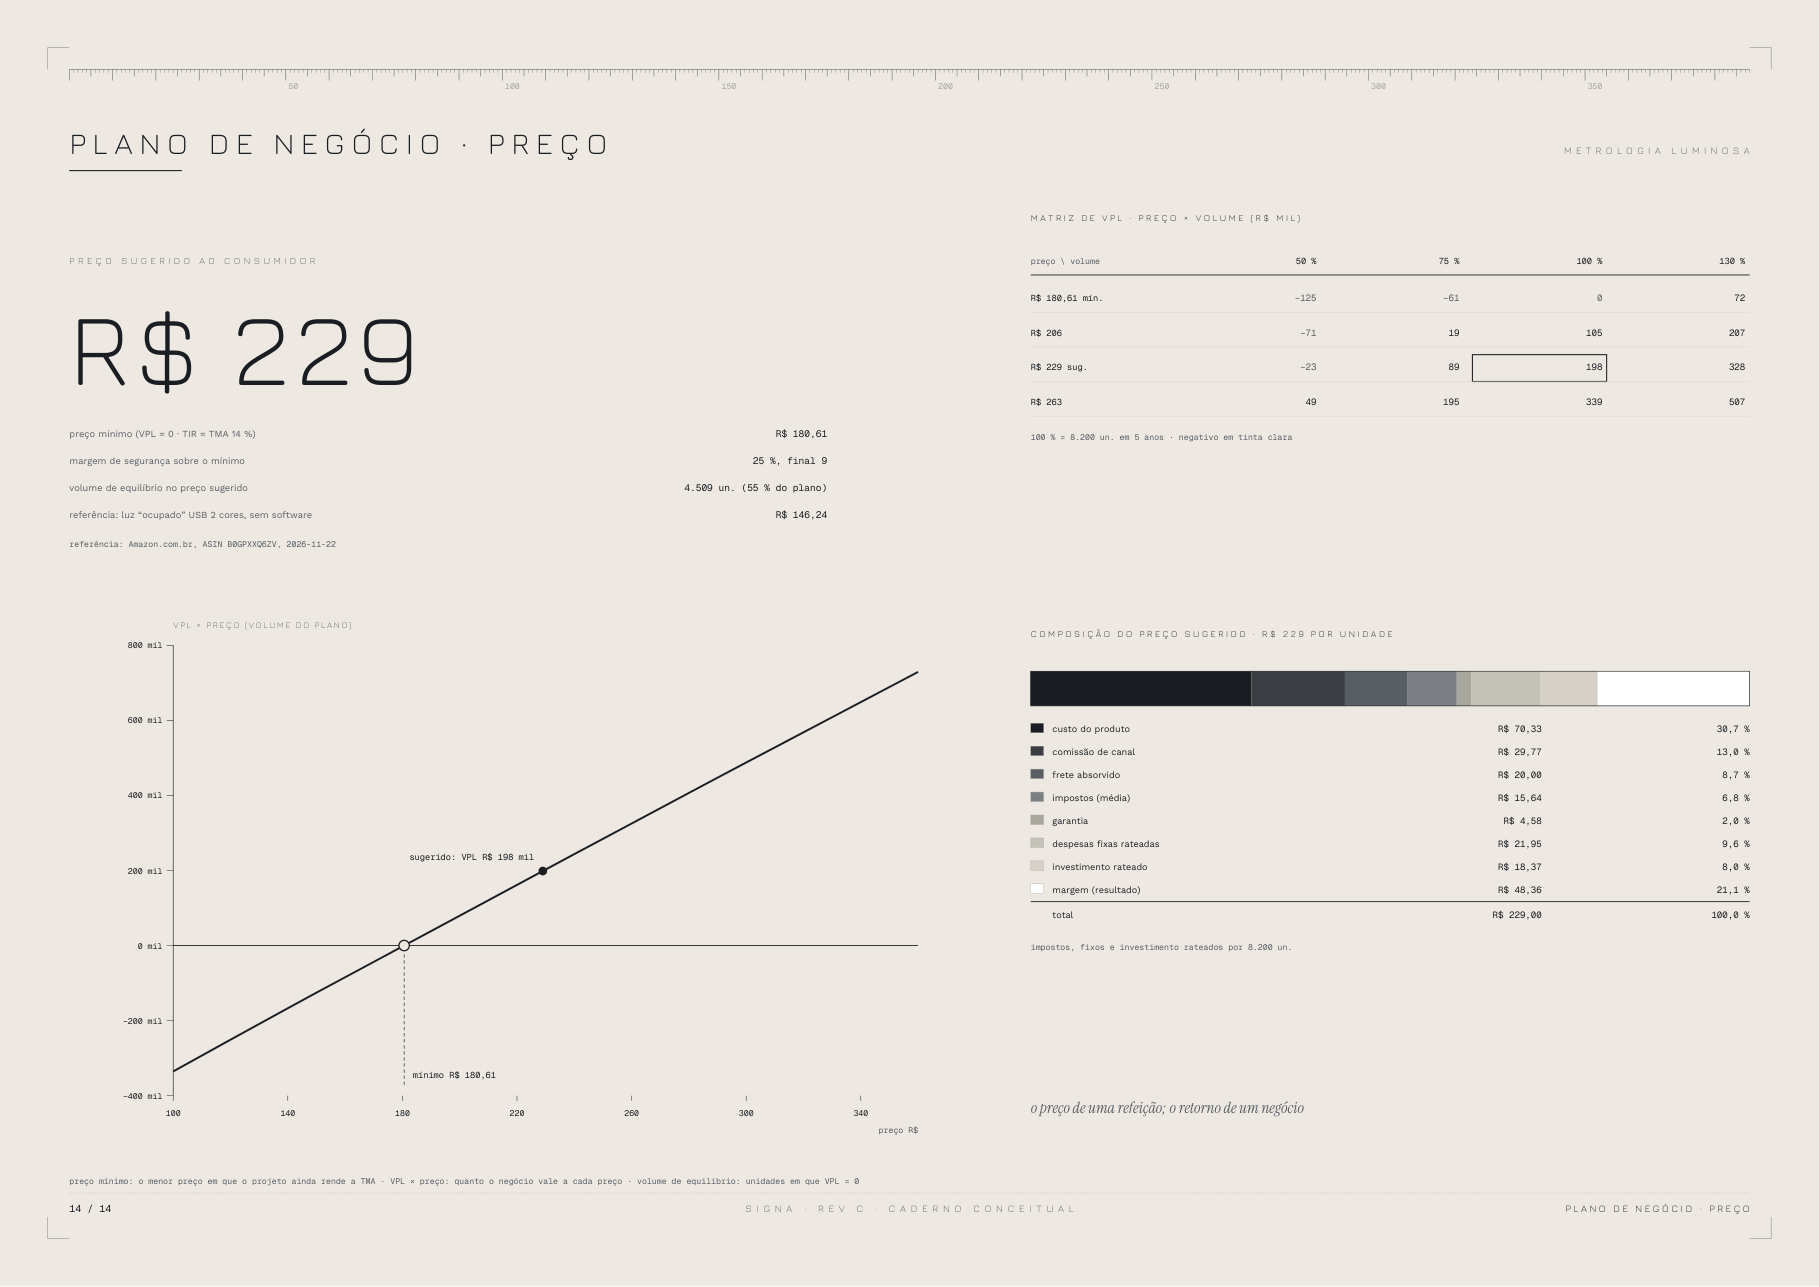 50 100 150 200 250 300 350
PLANO DE NEGÓCIO · PREÇO
METROLOGIA LUMINOSA
PREÇO SUGERIDO AO CONSUMIDOR
R$ 229
preço mínimo (VPL = 0 · TIR = TMA 14 %) R$ 180,61
margem de segurança sobre o mínimo 25 %, final 9
volume de equilíbrio no preço sugerido 4.509 un. (55 % do plano)
referência: luz “ocupado” USB 2 cores, sem software R$ 146,24
referência: Amazon.com.br, ASIN B0GPXXQ6ZV, 2026-11-22
MATRIZ DE VPL · PREÇO × VOLUME (R$ MIL)
preço \ volume 50 % 75 % 100 % 130 %
R$ 180,61 mín. −125 −61 0 72
R$ 206 −71 19 105 207
R$ 229 sug. −23 89 198 328
R$ 263 49 195 339 507
100 % = 8.200 un. em 5 anos · negativo em tinta clara
VPL × PREÇO (VOLUME DO PLANO)
800 mil
600 mil
400 mil
sugerido: VPL R$ 198 mil
200 mil
0 mil
−200 mil
mínimo R$ 180,61
−400 mil
100 140 180 220 260 300 340
preço R$
COMPOSIÇÃO DO PREÇO SUGERIDO · R$ 229 POR UNIDADE
custo do produto R$ 70,33 30,7 %
comissão de canal R$ 29,77 13,0 %
frete absorvido R$ 20,00 8,7 %
impostos (média) R$ 15,64 6,8 %
garantia R$ 4,58 2,0 %
despesas fixas rateadas R$ 21,95 9,6 %
investimento rateado R$ 18,37 8,0 %
margem (resultado) R$ 48,36 21,1 %
total R$ 229,00 100,0 %
impostos, fixos e investimento rateados por 8.200 un.
o preço de uma refeição; o retorno de um negócio
preço mínimo: o menor preço em que o projeto ainda rende a TMA · VPL × preço: quanto o negócio vale a cada preço · volume de equilíbrio: unidades em que VPL = 0
14 / 14
SIGNA · REV C · CADERNO CONCEITUAL
PLANO DE NEGÓCIO · PREÇO